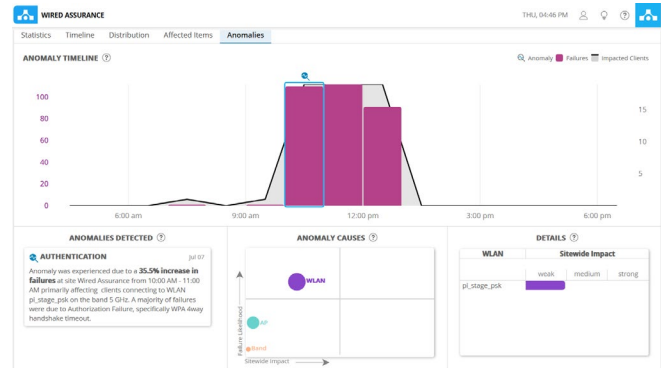 WIRED ASSURANCE
THU, 04:46 PM
Statistics Timeline Distribution Affected Items Anomalies
ANOMALY TIMELINE ?
Anomaly Failures Impacted Clients
100
80
60
40
20
0
15
10
5
6:00 am 9:00 am 12:00 pm 3:00 pm 6:00 pm
ANOMALIES DETECTED ?
AUTHENTICATION Jul 07
Anomaly was experienced due to a 35.5% increase in
failures at site Wired Assurance from 10:00 AM - 11:00
AM primarily affecting clients connecting to WLAN
pi_stage_psk on the band 5 GHz. A majority of failures
were due to Authorization Failure, specifically WPA 4way
handshake timeout.
ANOMALY CAUSES ?
Failure Likelihood
WLAN
AP
Band
Sitewide Impact
DETAILS ?
WLAN Sitewide Impact
weak medium strong
pi_stage_psk